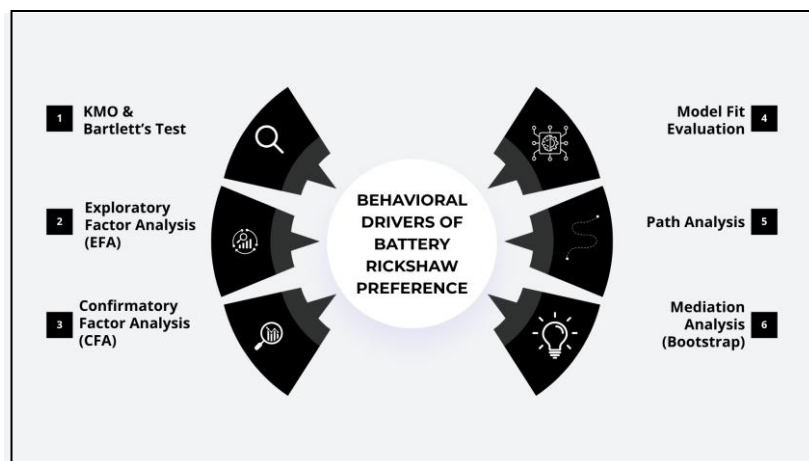 1
KMO &
Bartlett's Test
2
Exploratory
Factor Analysis
(EFA)
3
Confirmatory
Factor Analysis
(CFA)
BEHAVIORAL
DRIVERS OF
BATTERY
RICKSHAW
PREFERENCE
Model Fit
Evaluation
4
Path Analysis
5
Mediation
Analysis
(Bootstrap)
6